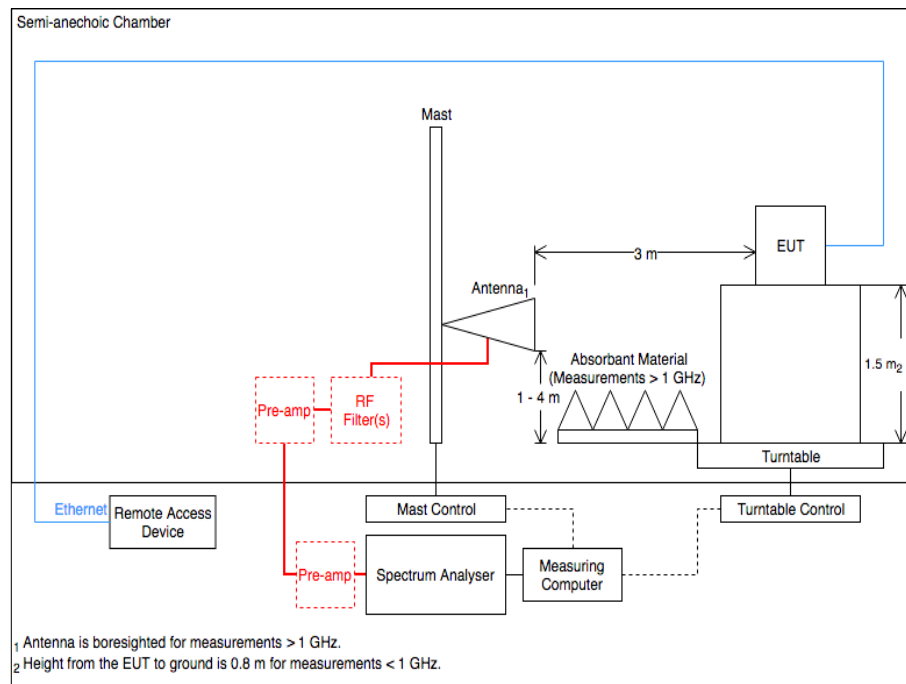 Semi-anechoic Chamber
Mast
EUT
3 m
Antenna1
Absorbant Material
(Measurements > 1 GHz)
1.5 m2
1 - 4 m
Pre-amp
RF
Filter(s)
Turntable
Ethernet
Remote Access
Device
Mast Control
Turntable Control
Pre-amp
Spectrum Analyser
Measuring
Computer
1 Antenna is boresighted for measurements > 1 GHz.
2 Height from the EUT to ground is 0.8 m for measurements < 1 GHz.